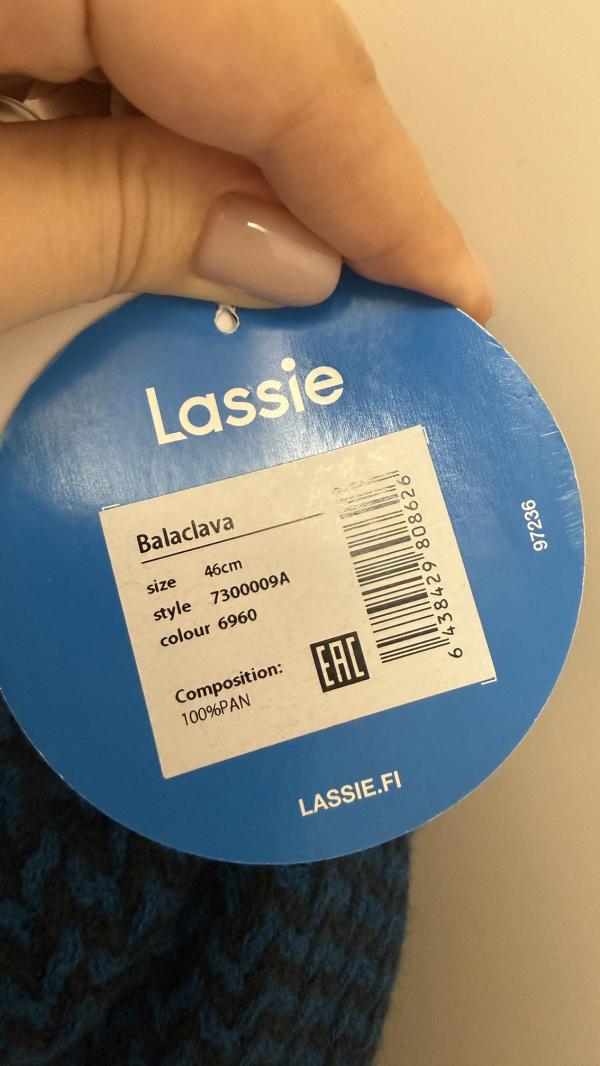 Lassie
Balaclava
size 46cm
style 7300009A
colour 6960
Composition:
100%PAN
EAC
6 438429 808626
97236
LASSIE.FI